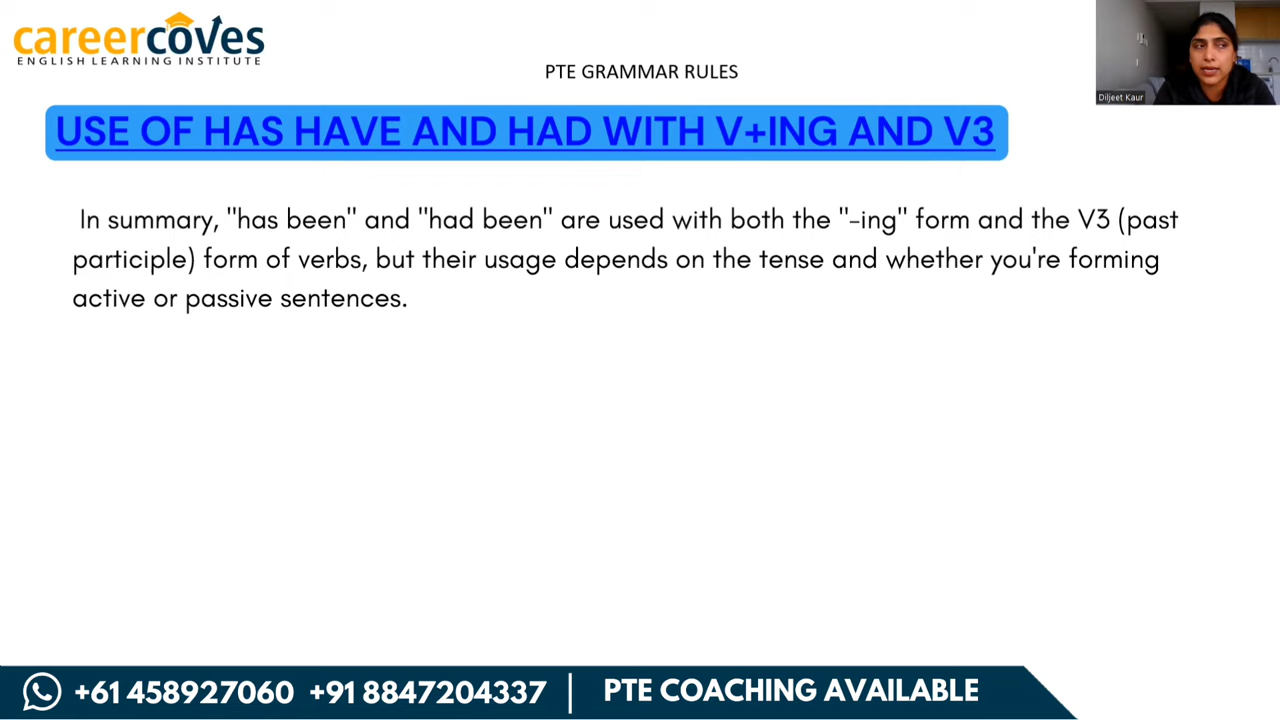 careercoves
ENGLISH LEARNING INSTITUTE
PTE GRAMMAR RULES
Diljeet Kaur
USE OF HAS HAVE AND HAD WITH V+ING AND V3
In summary, "has been" and "had been" are used with both the "-ing" form and the V3 (past
participle) form of verbs, but their usage depends on the tense and whether you're forming
active or passive sentences.
+61 458927060 +91 8847204337 | PTE COACHING AVAILABLE